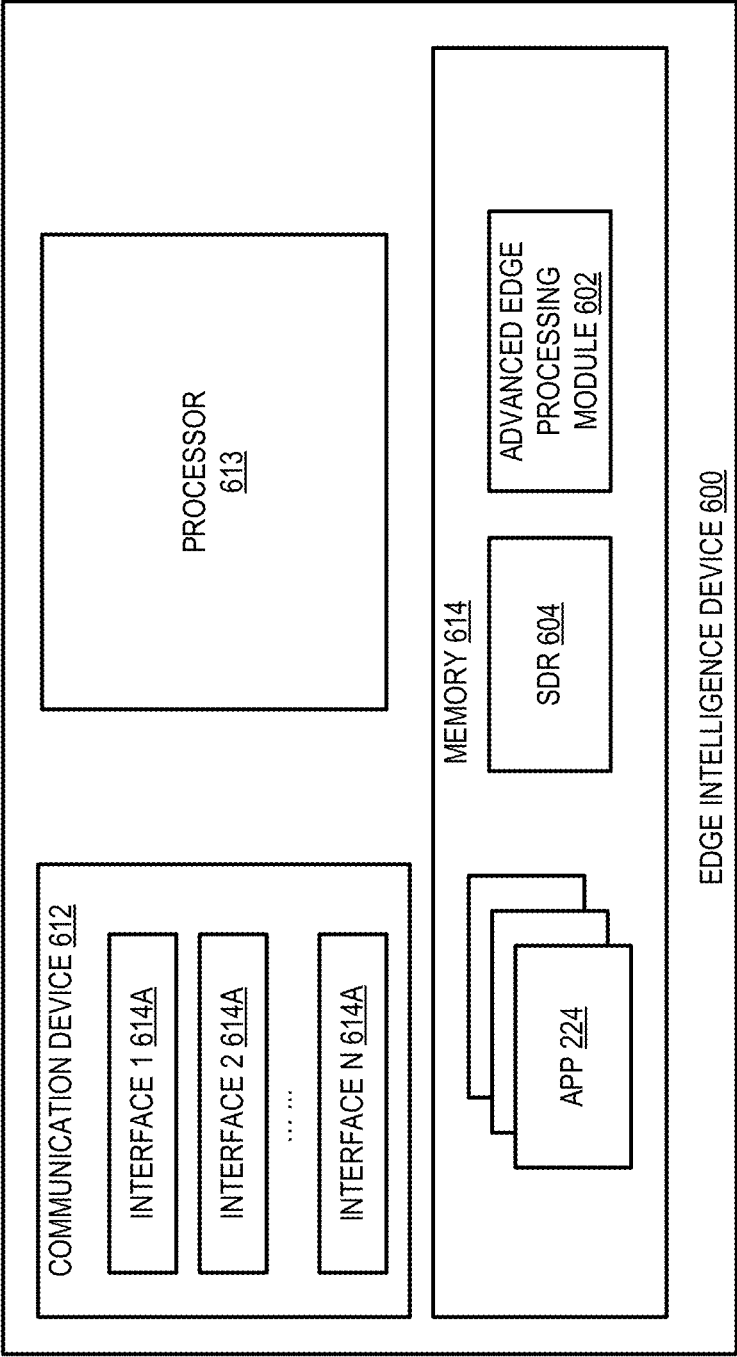 COMMUNICATION DEVICE 612
INTERFACE 1 614A
INTERFACE 2 614A
... ...
INTERFACE N 614A
PROCESSOR
613
MEMORY 614
APP 224
SDR 604
ADVANCED EDGE
PROCESSING
MODULE 602
EDGE INTELLIGENCE DEVICE 600